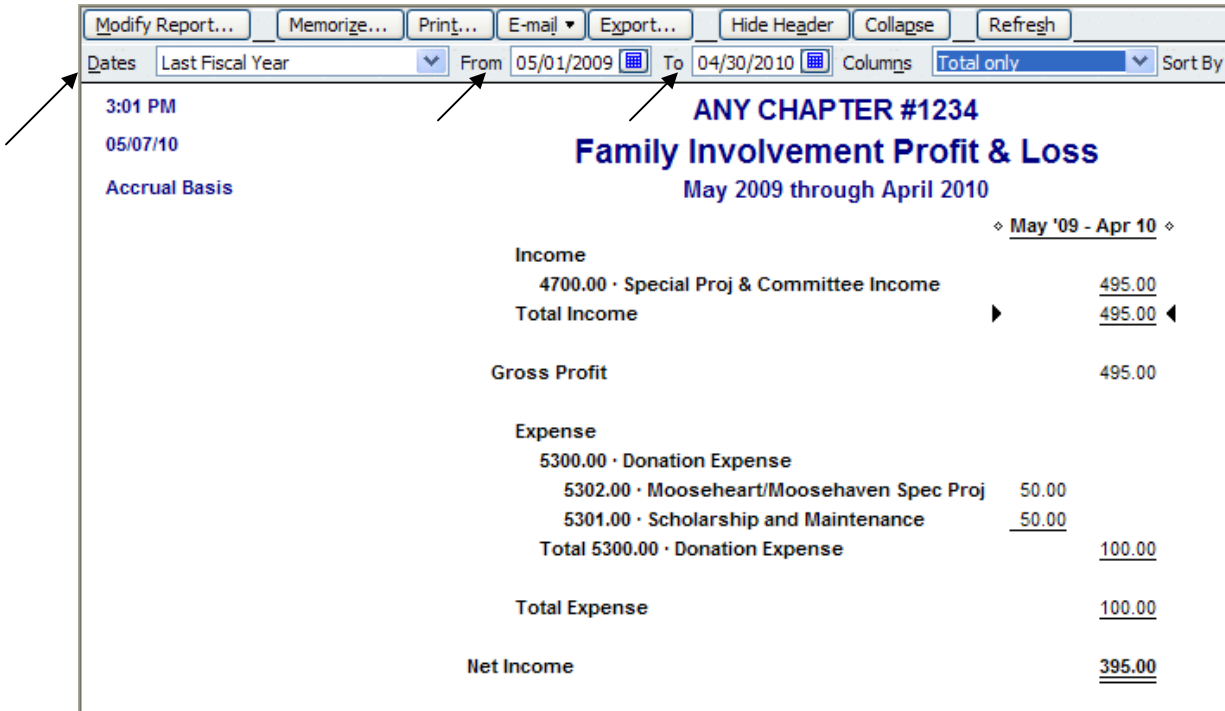 Modify Report... Memorize... Print... E-mail Export... Hide Header Collapse Refresh
Dates Last Fiscal Year From 05/01/2009 To 04/30/2010 Columns Total only Sort By
3:01 PM
05/07/10
Accrual Basis
ANY CHAPTER #1234
Family Involvement Profit & Loss
May 2009 through April 2010
May '09 - Apr 10
Income
4700.00 · Special Proj & Committee Income 495.00
Total Income 495.00
Gross Profit 495.00
Expense
5300.00 · Donation Expense
5302.00 · Mooseheart/Moosehaven Spec Proj 50.00
5301.00 · Scholarship and Maintenance 50.00
Total 5300.00 · Donation Expense 100.00
Total Expense 100.00
Net Income 395.00